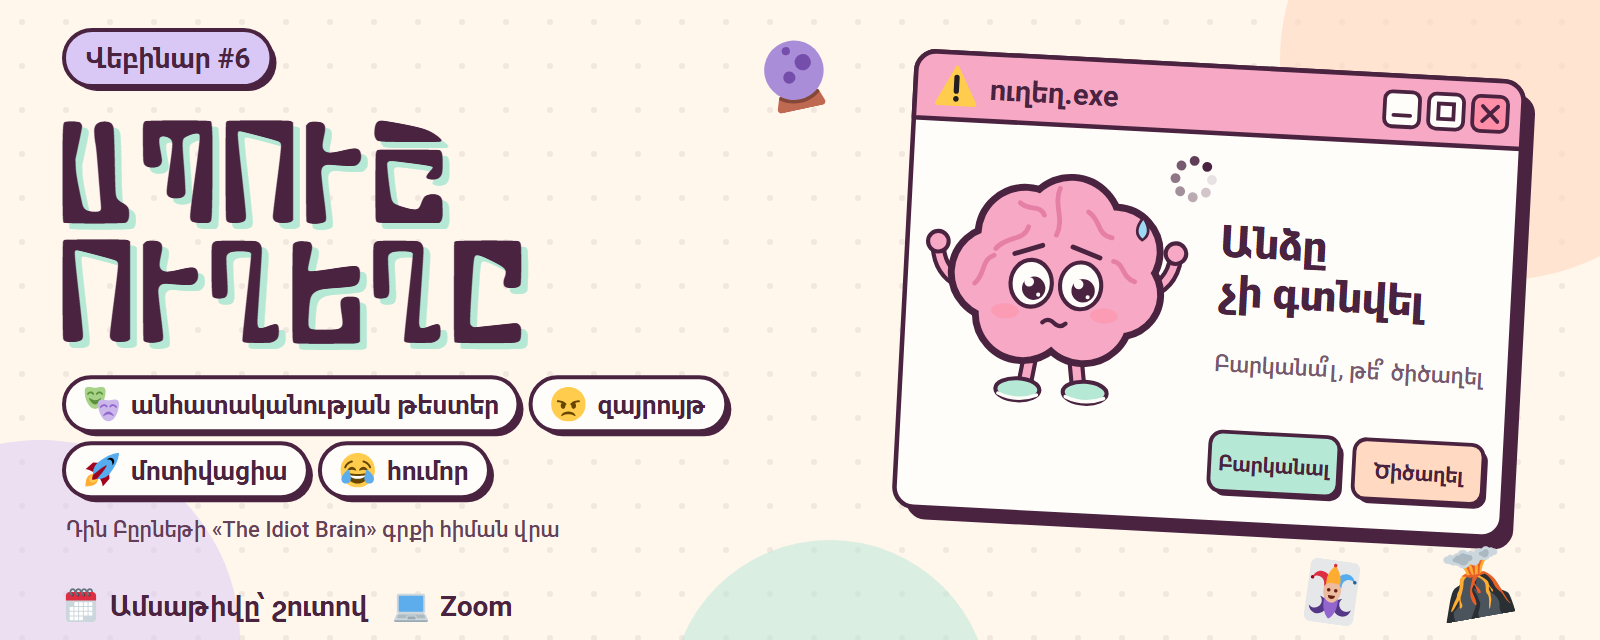 Վեբինար #6
ԱՊՈՒՇ
ՈՒՂԵՂԸ
անհատականության թեստեր
զայրույթ
մոտիվացիա
հումոր
Դին Բըրնեթի «The Idiot Brain» գրքի հիման վրա
Ամսաթիվը՝ շուտով
Zoom
ուղեղ.exe
Անձը
չի գտնվել
Բարկանա՞լ, թե՞ ծիծաղել
Բարկանալ
Ծիծաղել